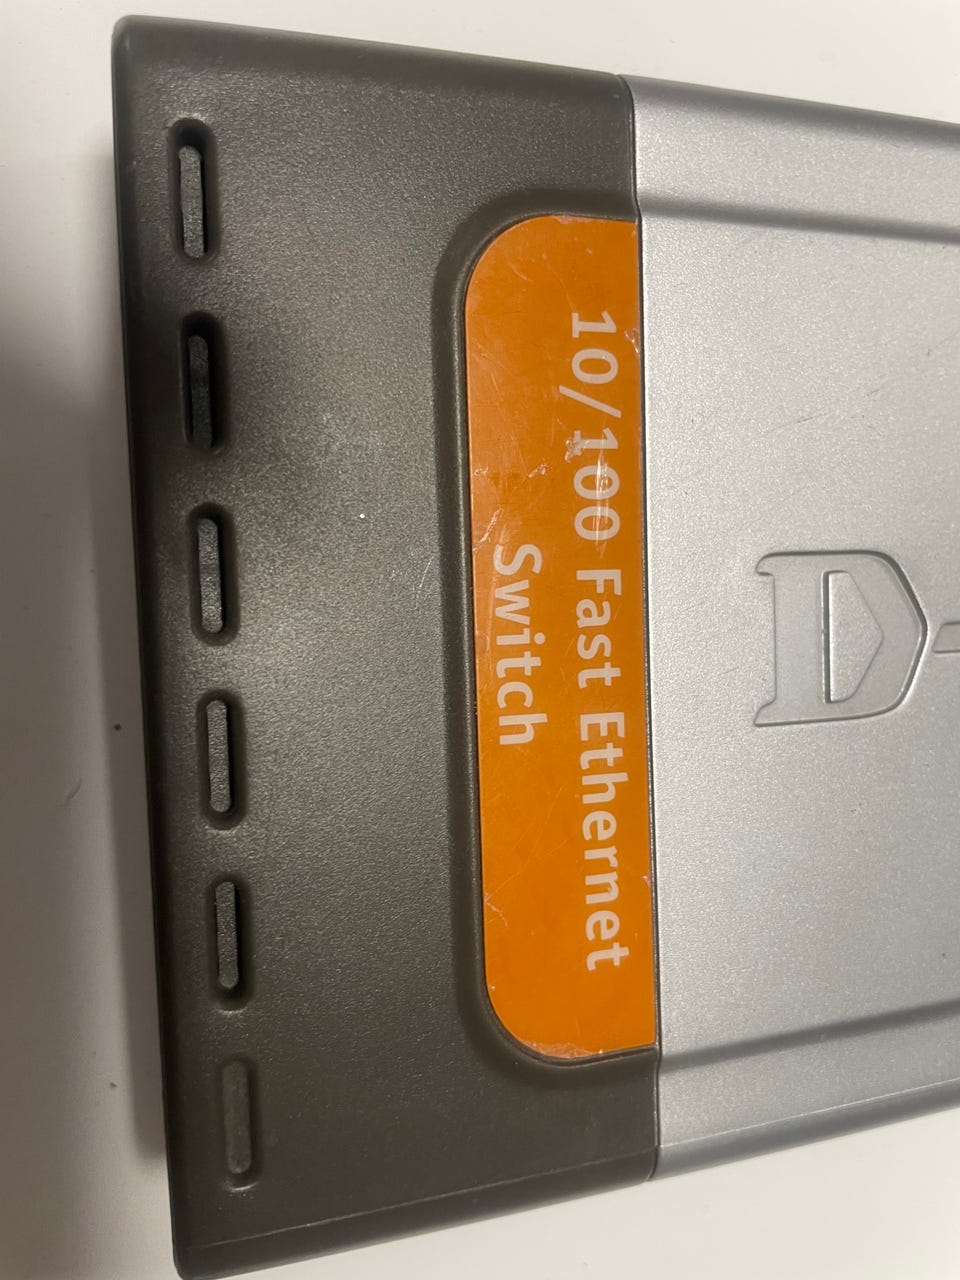 10/100 Fast Ethernet
Switch
D